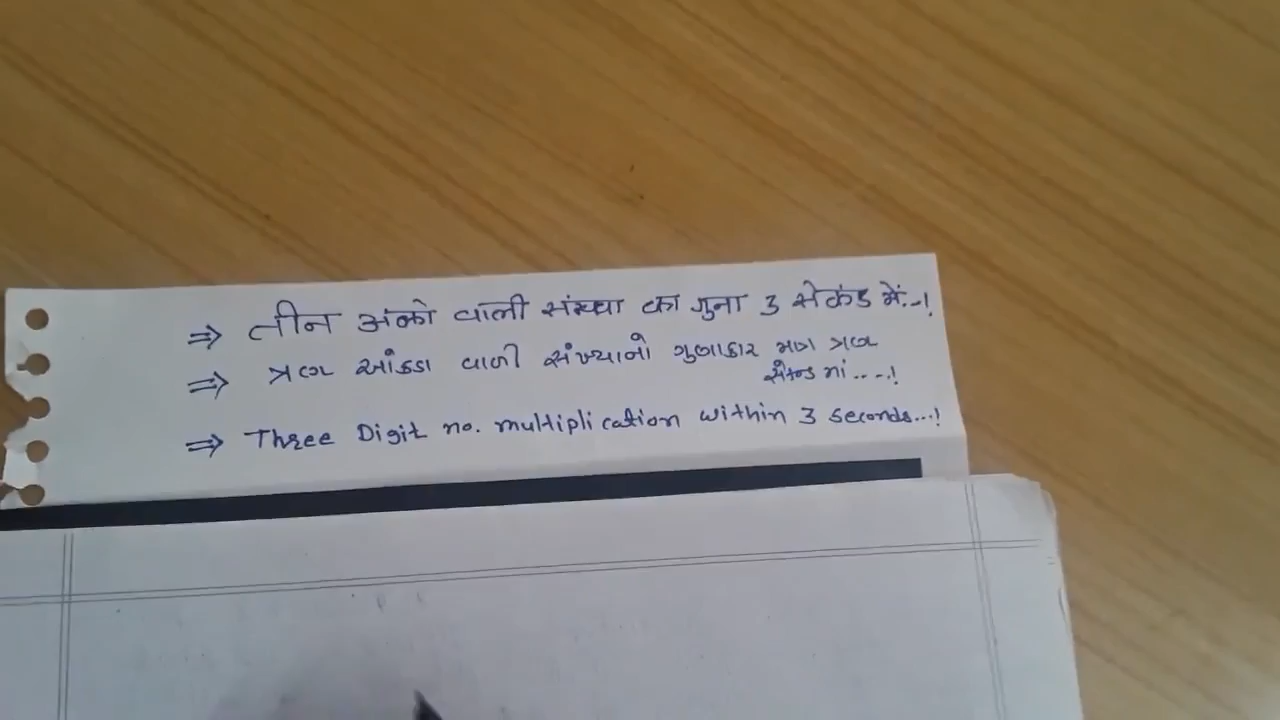 ⇒ तीन अंको वाली संख्या का गुना 3 सेकंड में..!
⇒ ત્રણ આંકડા વાળી સંખ્યાનો ગુણાકાર માત્ર ત્રણ
સેકન્ડ માં ....!
⇒ Three Digit no. multiplication within 3 seconds...!